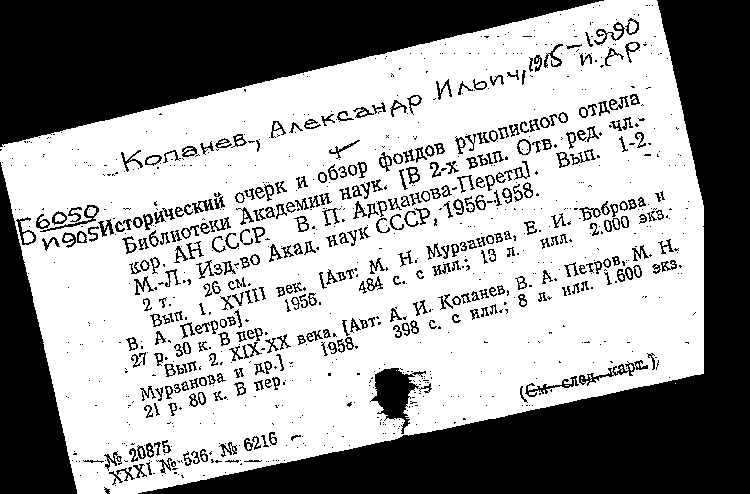 Копанев, Александр Ильич, 1915-1990
и др.
Б6050
П905
Исторический очерк и обзор фондов рукописного отдела
Библиотеки Академии наук. [В 2-х вып. Отв. ред. чл.-
кор. АН СССР. В. П. Адрианова-Перетц]. Вып. 1-2.
М.-Л., Изд-во Акад. наук СССР, 1956-1958.
2 т. 26 см.
Вып. 1. XVIII век. [Авт: М. Н. Мурзанова, Е. И. Боброва и
В. А. Петров]. 1956. 484 с. с илл.; 13 л. илл. 2.000 экз.
27 р. 30 к. В пер.
Вып. 2. XIX-XX века. [Авт: А. И. Копанев, В. А. Петров, М. Н.
Мурзанова и др.] 1958. 398 с. с илл.; 8 л. илл. 1.600 экз.
21 р. 80 к. В пер.
(См. след. карт.)
№ 20875
XXXI № 536; № 6216